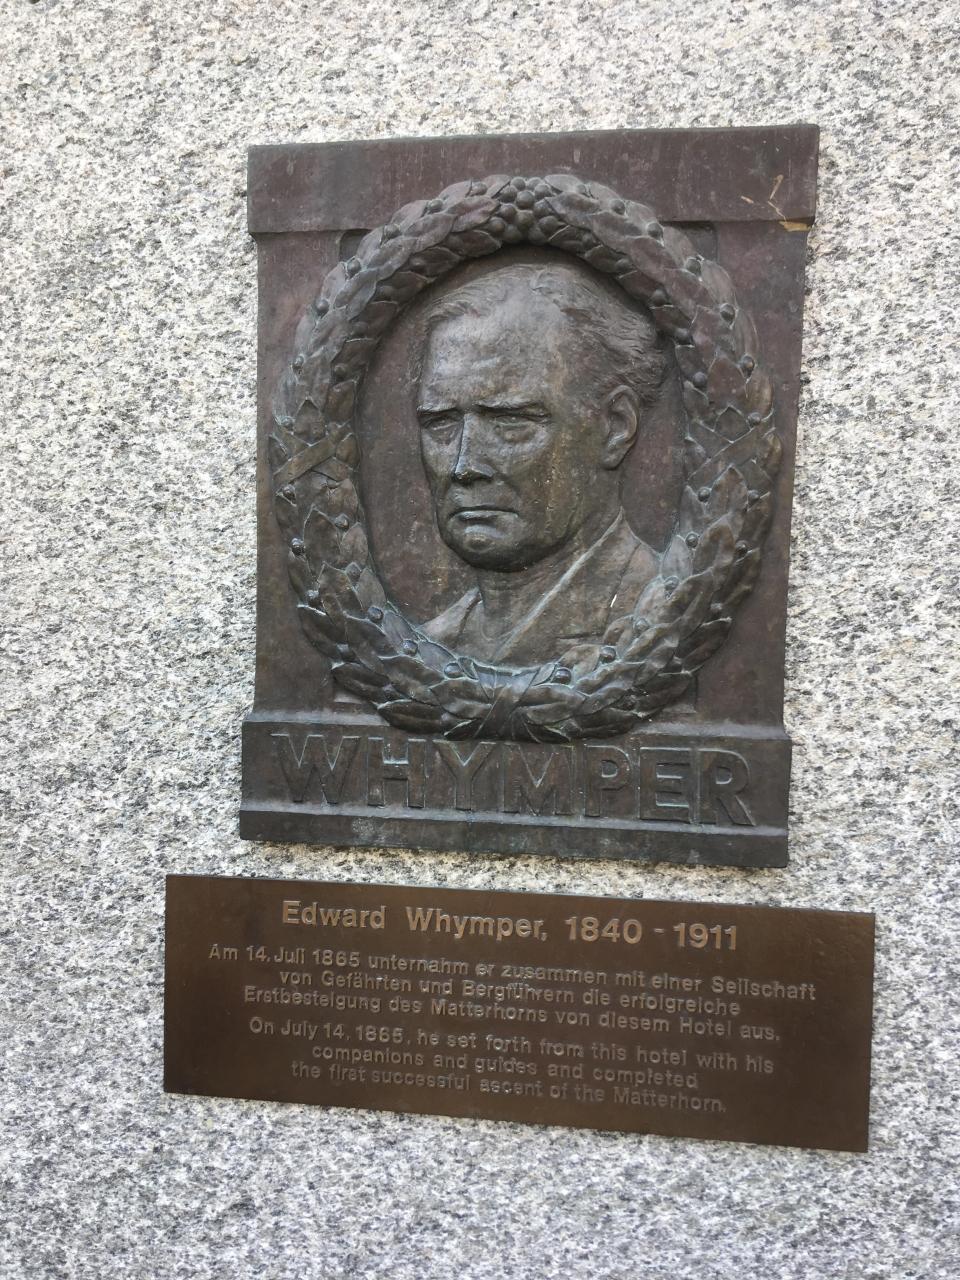 WHYMPER
Edward Whymper, 1840 - 1911
Am 14. Juli 1865 unternahm er zusammen mit einer Seilschaft
von Gefährten und Bergführern die erfolgreiche
Erstbesteigung des Matterhorns von diesem Hotel aus.
On July 14, 1865, he set forth from this hotel with his
companions and guides and completed
the first successful ascent of the Matterhorn.